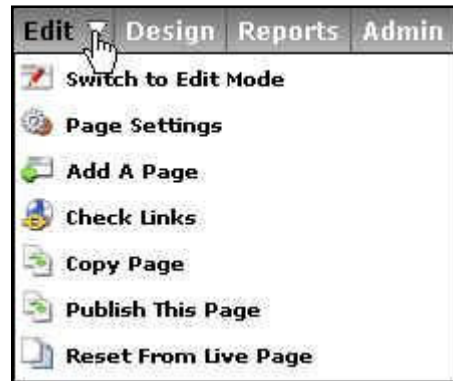 Edit Design Reports Admin
Switch to Edit Mode
Page Settings
Add A Page
Check Links
Copy Page
Publish This Page
Reset From Live Page